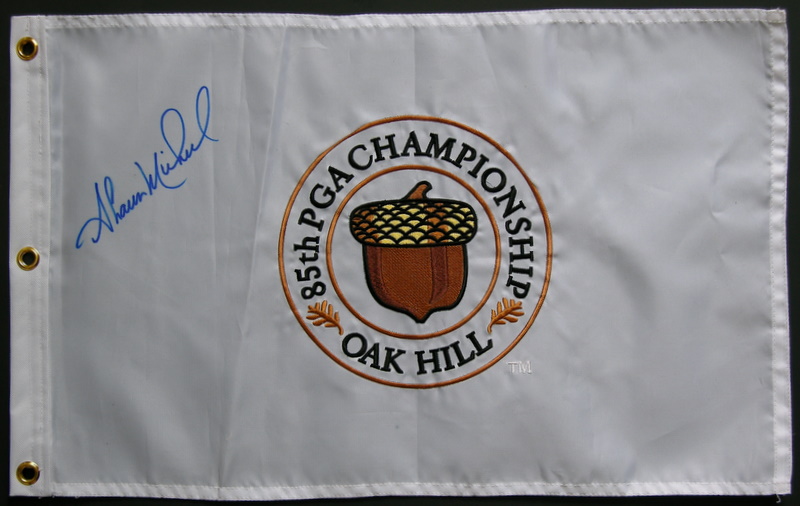 Shaun Micheel
85th PGA CHAMPIONSHIP
OAK HILL
TM